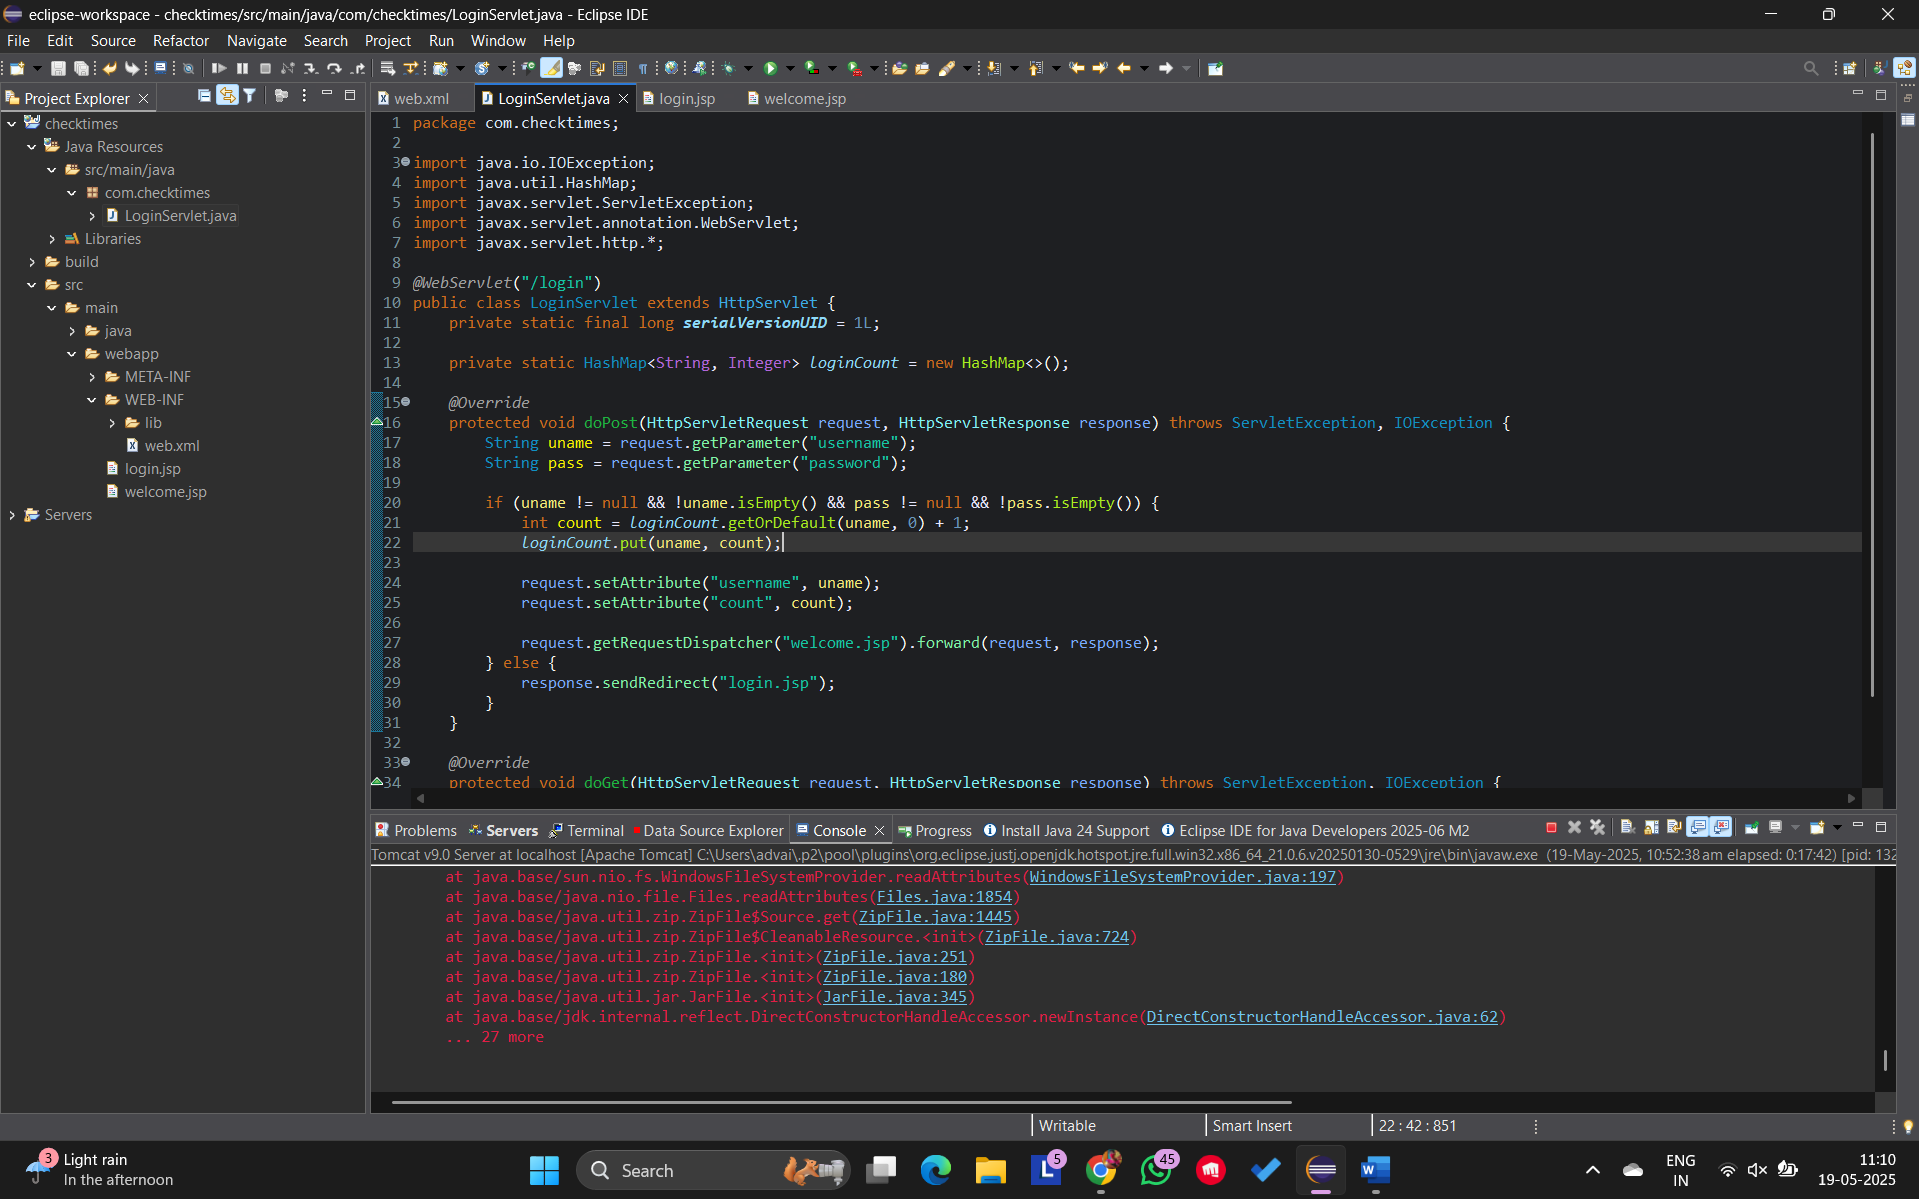 eclipse-workspace - checktimes/src/main/java/com/checktimes/LoginServlet.java - Eclipse IDE
File Edit Source Refactor Navigate Search Project Run Window Help
Project Explorer
checktimes
Java Resources
src/main/java
com.checktimes
LoginServlet.java
Libraries
build
src
main
java
webapp
META-INF
WEB-INF
lib
web.xml
login.jsp
welcome.jsp
Servers
web.xml LoginServlet.java login.jsp welcome.jsp
1 package com.checktimes;
2
3 import java.io.IOException;
4 import java.util.HashMap;
5 import javax.servlet.ServletException;
6 import javax.servlet.annotation.WebServlet;
7 import javax.servlet.http.*;
8
9 @WebServlet("/login")
10 public class LoginServlet extends HttpServlet {
11 private static final long serialVersionUID = 1L;
12
13 private static HashMap<String, Integer> loginCount = new HashMap<>();
14
15 @Override
16 protected void doPost(HttpServletRequest request, HttpServletResponse response) throws ServletException, IOException {
17 String uname = request.getParameter("username");
18 String pass = request.getParameter("password");
19
20 if (uname != null && !uname.isEmpty() && pass != null && !pass.isEmpty()) {
21 int count = loginCount.getOrDefault(uname, 0) + 1;
22 loginCount.put(uname, count);
23
24 request.setAttribute("username", uname);
25 request.setAttribute("count", count);
26
27 request.getRequestDispatcher("welcome.jsp").forward(request, response);
28 } else {
29 response.sendRedirect("login.jsp");
30 }
31 }
32
33 @Override
34 protected void doGet(HttpServletRequest request, HttpServletResponse response) throws ServletException, IOException {
Problems Servers Terminal Data Source Explorer Console Progress Install Java 24 Support Eclipse IDE for Java Developers 2025-06 M2
Tomcat v9.0 Server at localhost [Apache Tomcat] C:\Users\advai\.p2\pool\plugins\org.eclipse.justj.openjdk.hotspot.jre.full.win32.x86_64_21.0.6.v20250130-0529\jre\bin\javaw.exe (19-May-2025, 10:52:38 am elapsed: 0:17:42) [pid: 132
at java.base/sun.nio.fs.WindowsFileSystemProvider.readAttributes(WindowsFileSystemProvider.java:197)
at java.base/java.nio.file.Files.readAttributes(Files.java:1854)
at java.base/java.util.zip.ZipFile$Source.get(ZipFile.java:1445)
at java.base/java.util.zip.ZipFile$CleanableResource.<init>(ZipFile.java:724)
at java.base/java.util.zip.ZipFile.<init>(ZipFile.java:251)
at java.base/java.util.zip.ZipFile.<init>(ZipFile.java:180)
at java.base/java.util.jar.JarFile.<init>(JarFile.java:345)
at java.base/jdk.internal.reflect.DirectConstructorHandleAccessor.newInstance(DirectConstructorHandleAccessor.java:62)
... 27 more
Writable Smart Insert 22 : 42 : 851
3 Light rain
In the afternoon
Search
5
45
ENG
IN
11:10
19-05-2025